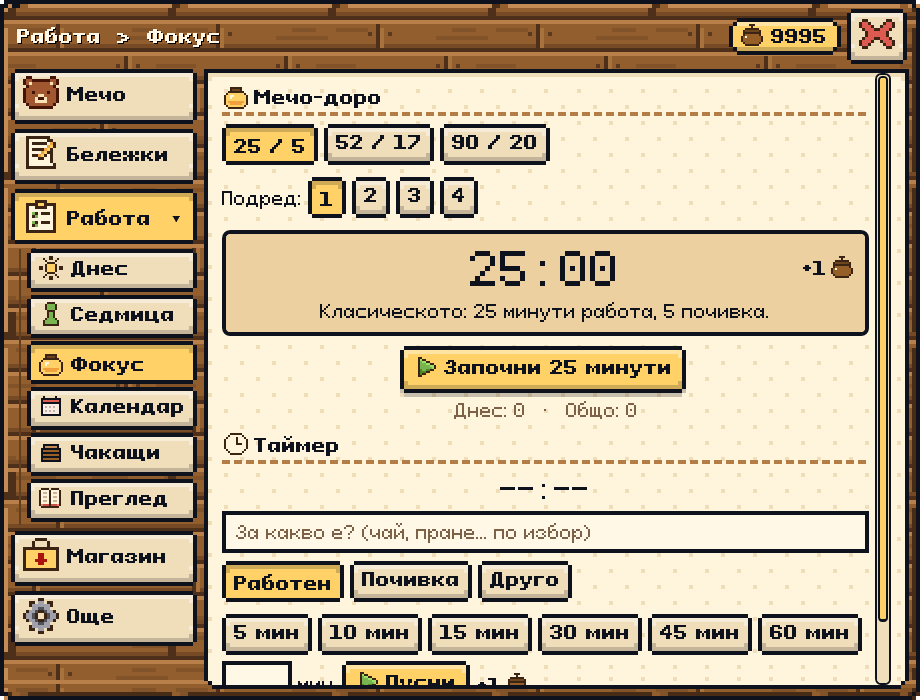 Работа > Фокус
9995
Мечо
Бележки
Работа
Днес
Седмица
Фокус
Календар
Чакащи
Преглед
Магазин
Още
Мечо-доро
25 / 5 52 / 17 90 / 20
Подред: 1 2 3 4
25:00
+1
Класическото: 25 минути работа, 5 почивка.
Започни 25 минути
Днес: 0 · Общо: 0
Таймер
--:--
За какво е? (чай, пране… по избор)
Работен Почивка Друго
5 мин 10 мин 15 мин 30 мин 45 мин 60 мин
мин Пусни +1